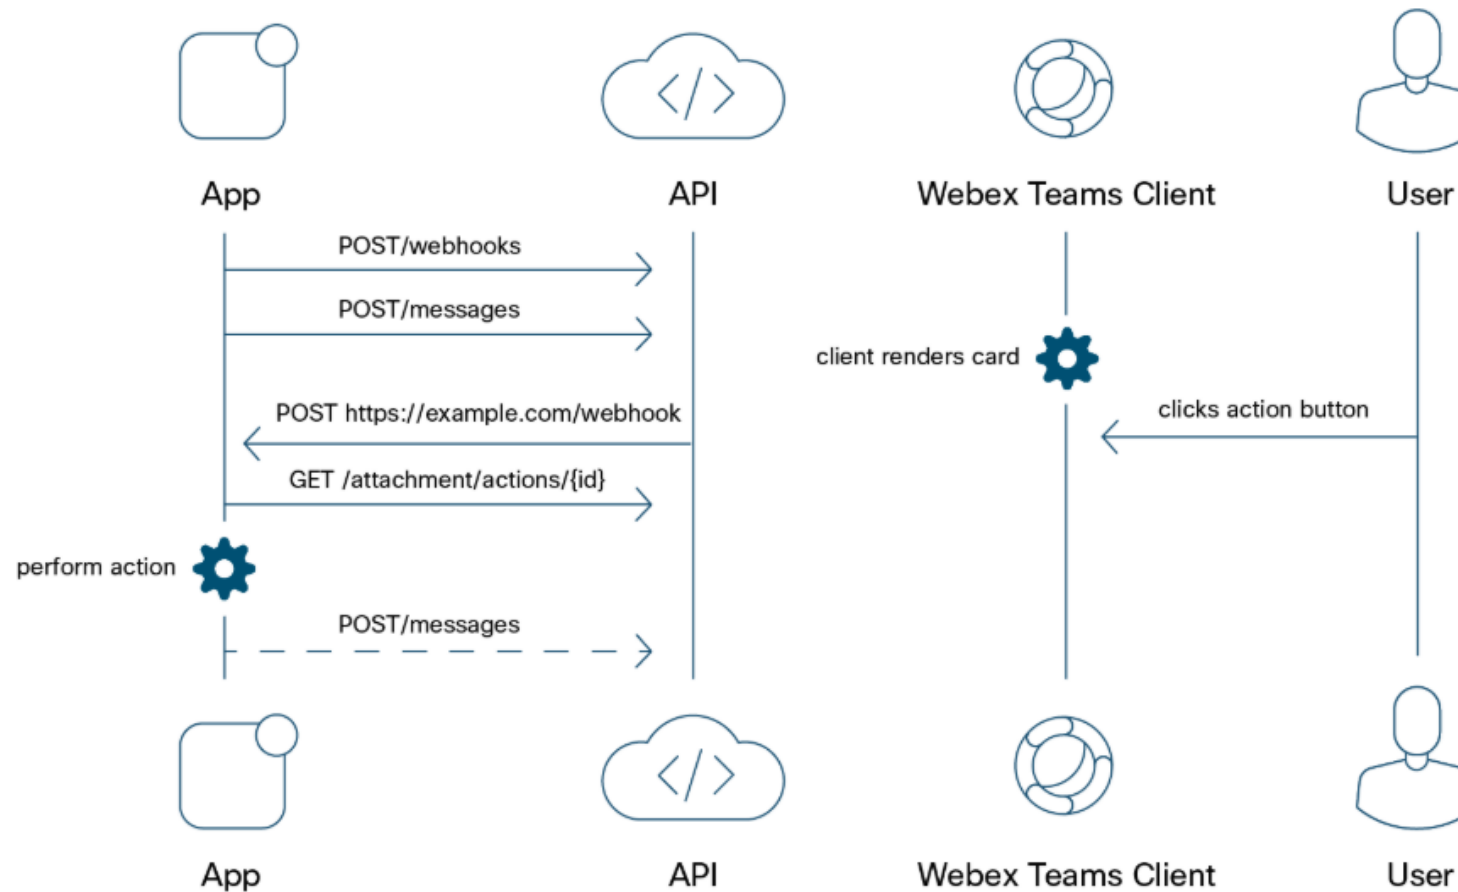 </>
</>
App
API
Webex Teams Client
User
POST/webhooks
POST/messages
client renders card
POST https://example.com/webhook
clicks action button
GET /attachment/actions/{id}
perform action
POST/messages
</>
App
API
Webex Teams Client
User